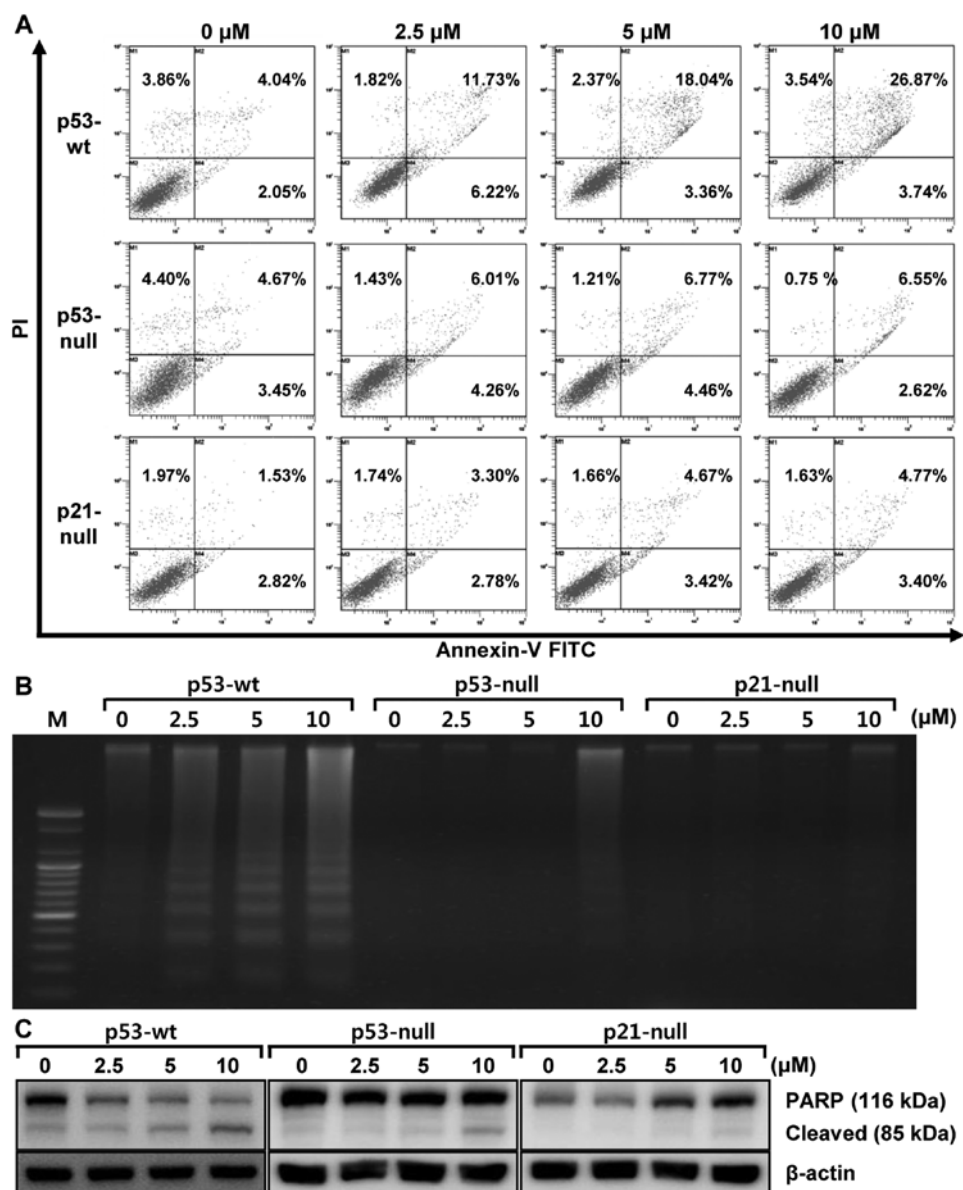 A
0 µM 2.5 µM 5 µM 10 µM
p53-wt
M1 M2 M3 M4
3.86% 4.04% 1.82% 11.73% 2.37% 18.04% 3.54% 26.87%
2.05% 6.22% 3.36% 3.74%
p53-null
4.40% 4.67% 1.43% 6.01% 1.21% 6.77% 0.75 % 6.55%
3.45% 4.26% 4.46% 2.62%
p21-null
1.97% 1.53% 1.74% 3.30% 1.66% 4.67% 1.63% 4.77%
2.82% 2.78% 3.42% 3.40%
PI
Annexin-V FITC
B
p53-wt p53-null p21-null
M 0 2.5 5 10 0 2.5 5 10 0 2.5 5 10 (µM)
C
p53-wt p53-null p21-null
0 2.5 5 10 0 2.5 5 10 0 2.5 5 10 (µM)
PARP (116 kDa)
Cleaved (85 kDa)
β-actin